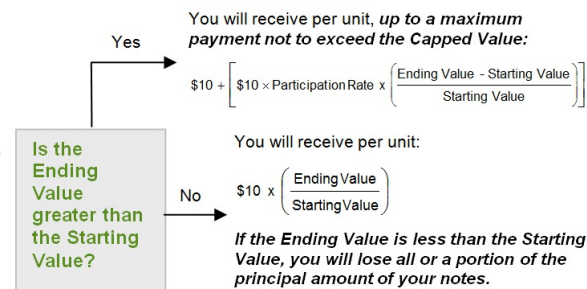 You will receive per unit, up to a maximum
payment not to exceed the Capped Value:
Yes
$10 + [ $10 × Participation Rate x ( Ending Value - Starting Value
Starting Value ) ]
Is the
Ending
Value
greater than
the Starting
Value?
No
You will receive per unit:
$10 x ( Ending Value
Starting Value )
If the Ending Value is less than the Starting
Value, you will lose all or a portion of the
principal amount of your notes.